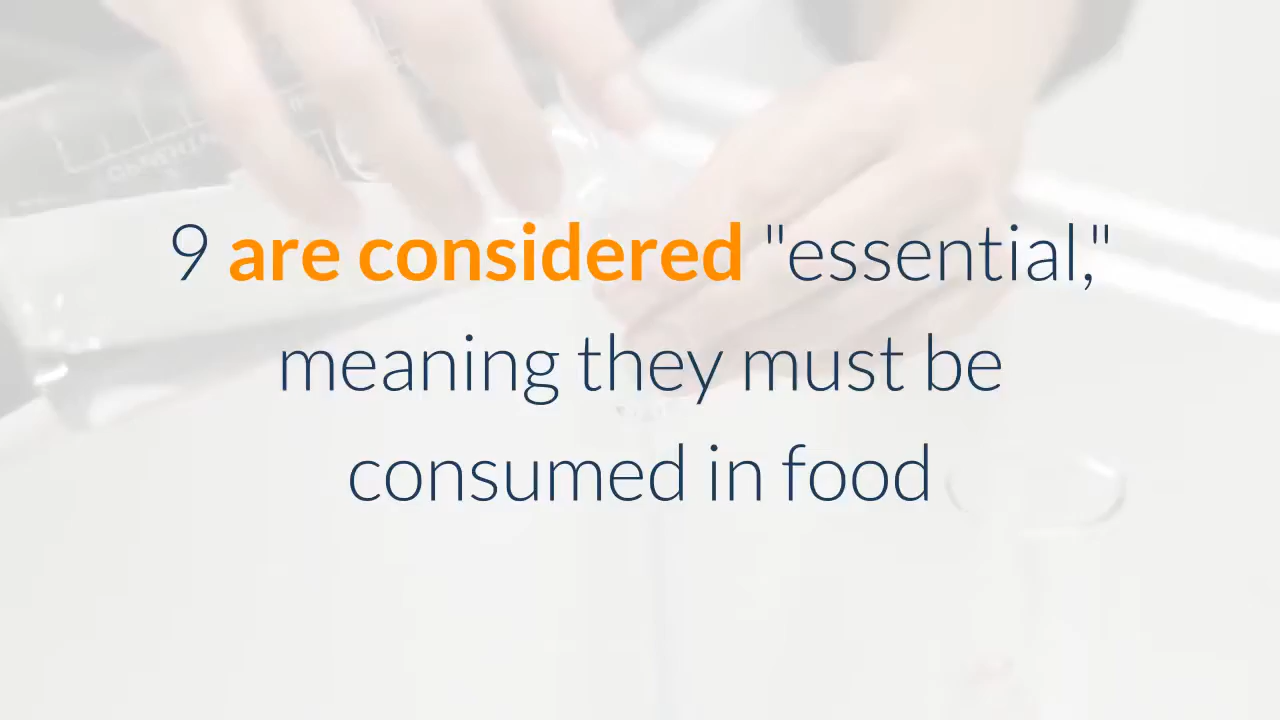 9 are considered "essential,"
meaning they must be
consumed in food